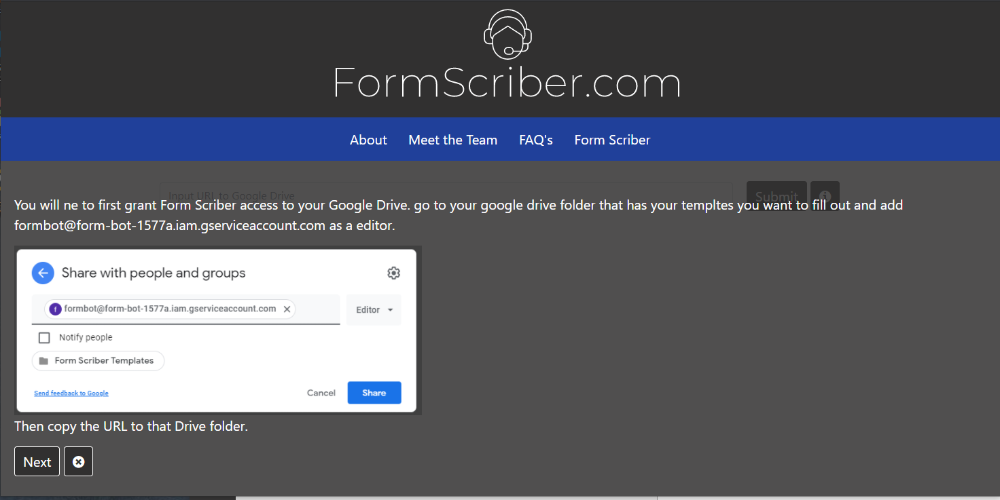 FormScriber.com
About Meet the Team FAQ's Form Scriber
Input URL to Google Drive
Submit
You will ne to first grant Form Scriber access to your Google Drive. go to your google drive folder that has your templtes you want to fill out and add
formbot@form-bot-1577a.iam.gserviceaccount.com as a editor.
Share with people and groups
f formbot@form-bot-1577a.iam.gserviceaccount.com
Editor
Notify people
Form Scriber Templates
Send feedback to Google
Cancel Share
Then copy the URL to that Drive folder.
Next